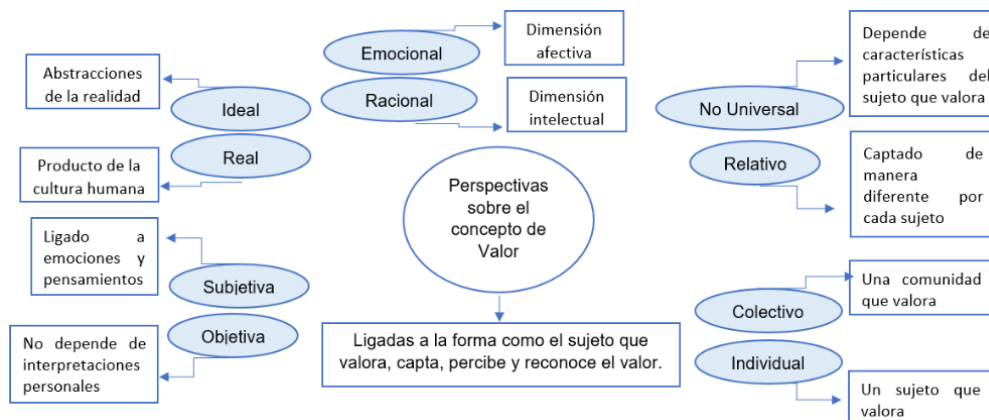 Abstracciones
de la realidad
Ideal
Real
Producto de la
cultura humana
Emocional
Racional
Dimensión
afectiva
Dimensión
intelectual
No Universal
Relativo
Depende de
características
particulares del
sujeto que valora
Captado de
manera
diferente por
cada sujeto
Perspectivas
sobre el
concepto de
Valor
Ligadas a la forma como el sujeto que
valora, capta, percibe y reconoce el valor.
Ligado a
emociones y
pensamientos
Subjetiva
Objetiva
No depende de
interpretaciones
personales
Colectivo
Individual
Una comunidad
que valora
Un sujeto que
valora